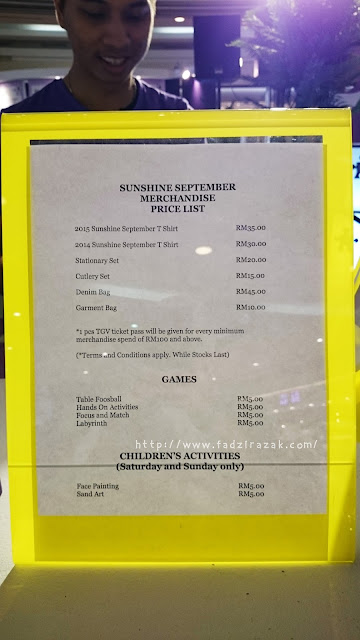 SUNSHINE SEPTEMBER
MERCHANDISE
PRICE LIST
2015 Sunshine September T Shirt RM35.00
2014 Sunshine September T Shirt RM30.00
Stationary Set RM20.00
Cutlery Set RM15.00
Denim Bag RM45.00
Garment Bag RM10.00
*1 pcs TGV ticket pass will be given for every minimum
merchandise spend of RM100 and above.
(*Terms and Conditions apply. While Stocks Last)
GAMES
Table Foosball RM5.00
Hands On Activities RM5.00
Focus and Match RM5.00
Labyrinth RM5.00
http://www.fadzirazak.com/
CHILDREN'S ACTIVITIES
(Saturday and Sunday only)
Face Painting RM5.00
Sand Art RM5.00